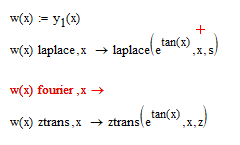 w(x) := y₁(x)
w(x) laplace,x → laplace(e^tan(x),x,s)
w(x) fourier,x →
w(x) ztrans,x → ztrans(e^tan(x),x,z)